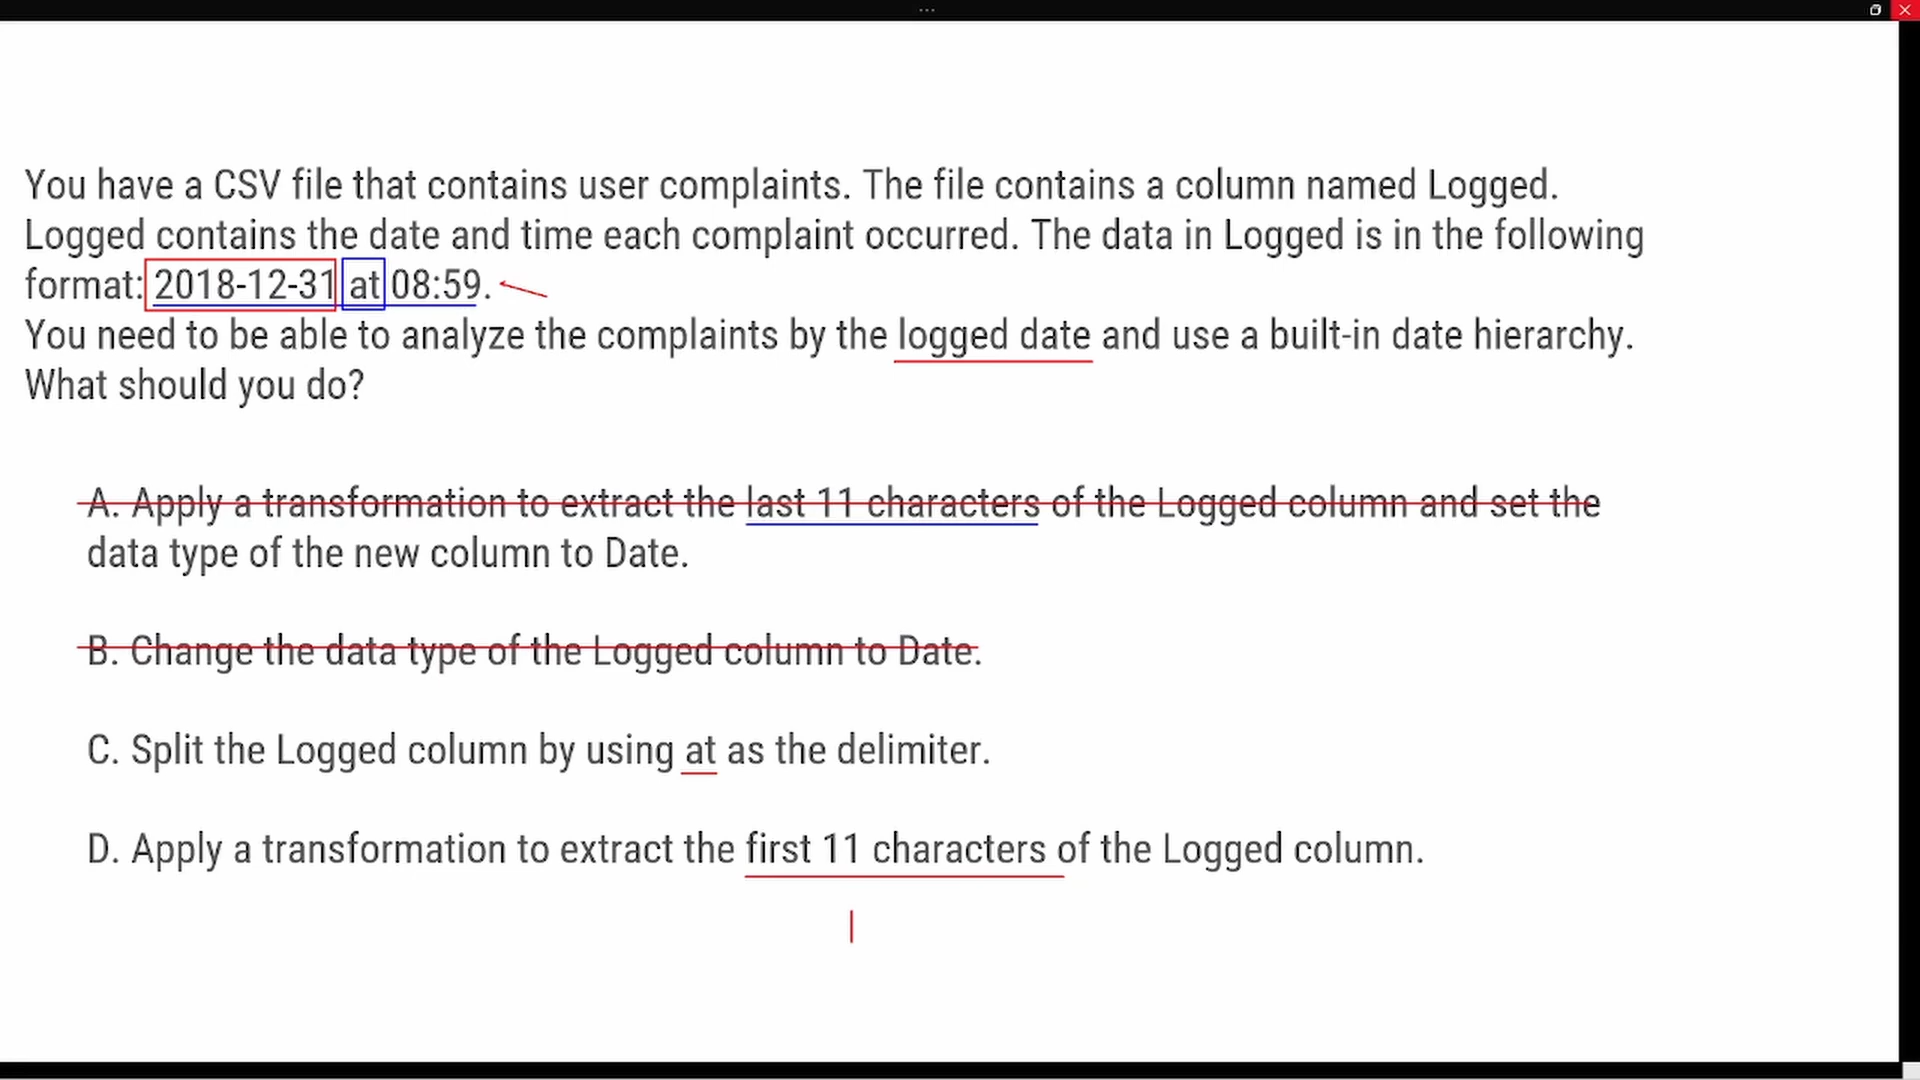 You have a CSV file that contains user complaints. The file contains a column named Logged.
Logged contains the date and time each complaint occurred. The data in Logged is in the following
format: 2018-12-31 at 08:59.
You need to be able to analyze the complaints by the logged date and use a built-in date hierarchy.
What should you do?
A. Apply a transformation to extract the last 11 characters of the Logged column and set the
data type of the new column to Date.
B. Change the data type of the Logged column to Date.
C. Split the Logged column by using at as the delimiter.
D. Apply a transformation to extract the first 11 characters of the Logged column.